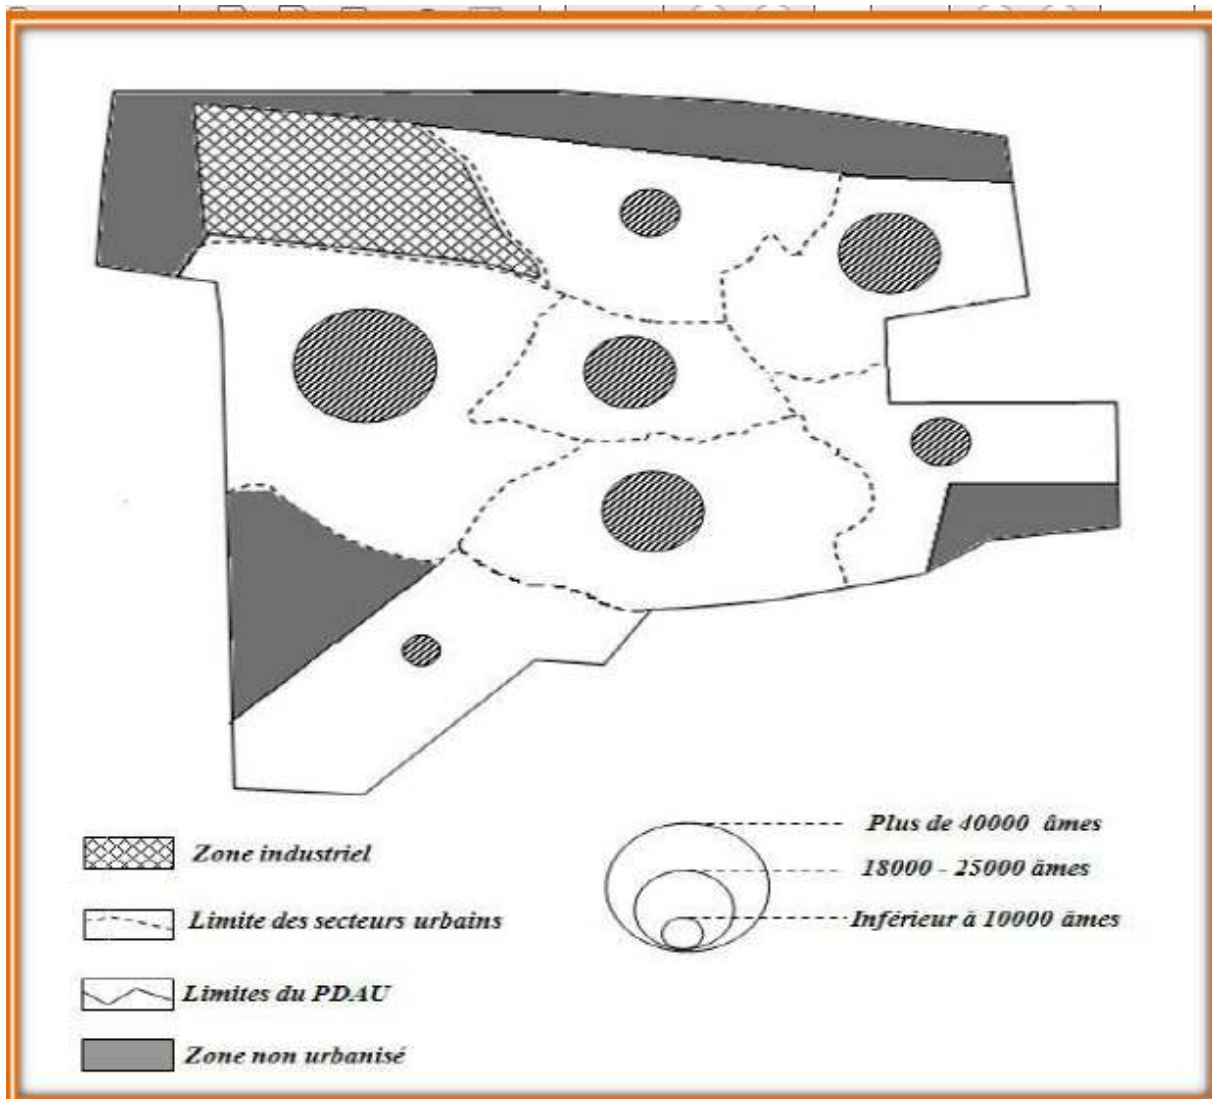 Plus de 40000 âmes
Zone industriel
18000 - 25000 âmes
Limite des secteurs urbains
Inférieur à 10000 âmes
Limites du PDAU
Zone non urbanisé